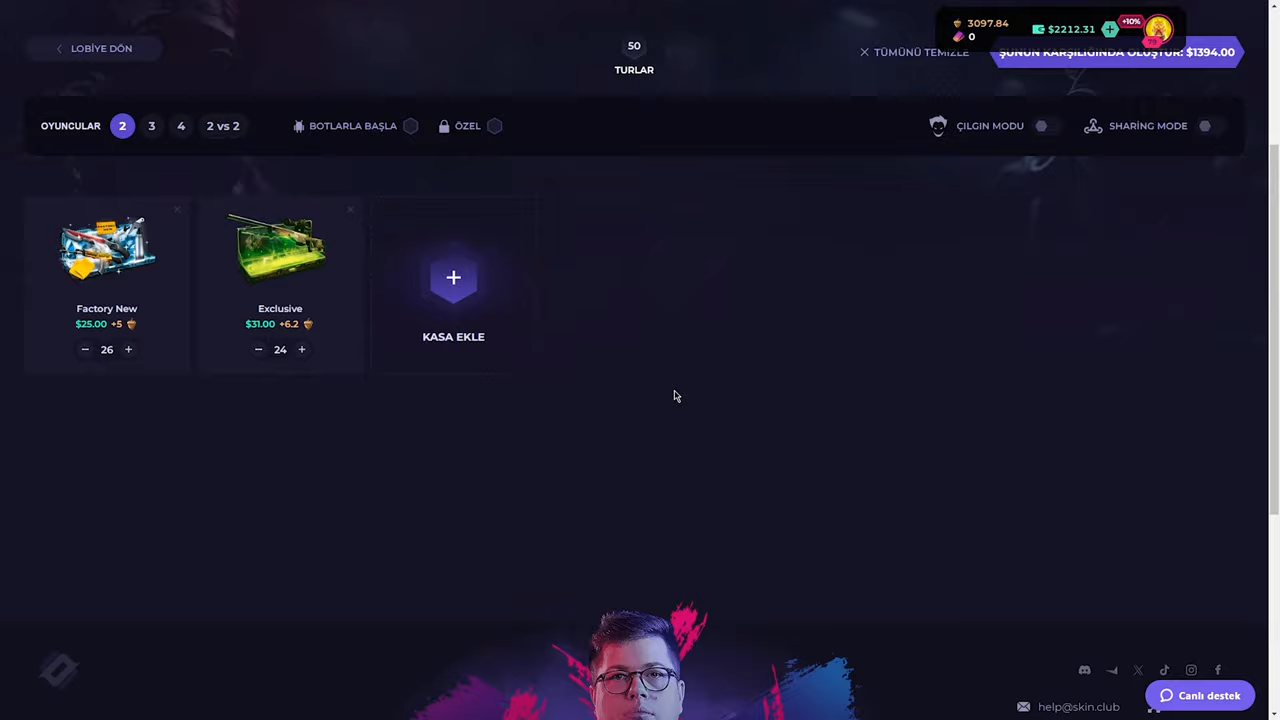 3097.84
0
$2212.31
+10%
LOBİYE DÖN
50
TURLAR
TÜMÜNÜ TEMİZLE
ŞUNUN KARŞILIĞINDA OLUŞTUR: $1394.00
OYUNCULAR 2 3 4 2 vs 2
BOTLARLA BAŞLA
ÖZEL
ÇILGIN MODU
SHARİNG MODE
Factory New
$25.00 +5
− 26 +
Exclusive
$31.00 +6.2
− 24 +
+
KASA EKLE
Canlı destek
help@skin.club